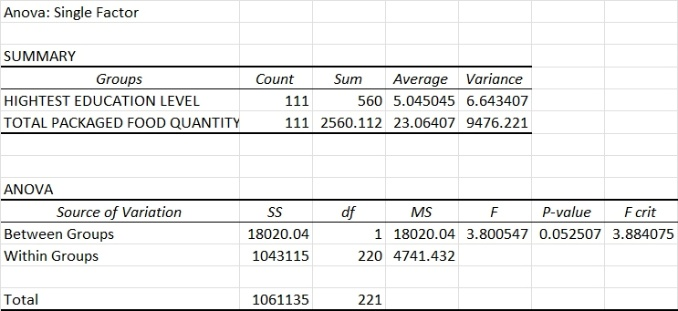 Anova: Single Factor
SUMMARY
Groups Count Sum Average Variance
HIGHTEST EDUCATION LEVEL 111 560 5.045045 6.643407
TOTAL PACKAGED FOOD QUANTITY 111 2560.112 23.06407 9476.221
ANOVA
Source of Variation SS df MS F P-value F crit
Between Groups 18020.04 1 18020.04 3.800547 0.052507 3.884075
Within Groups 1043115 220 4741.432
Total 1061135 221